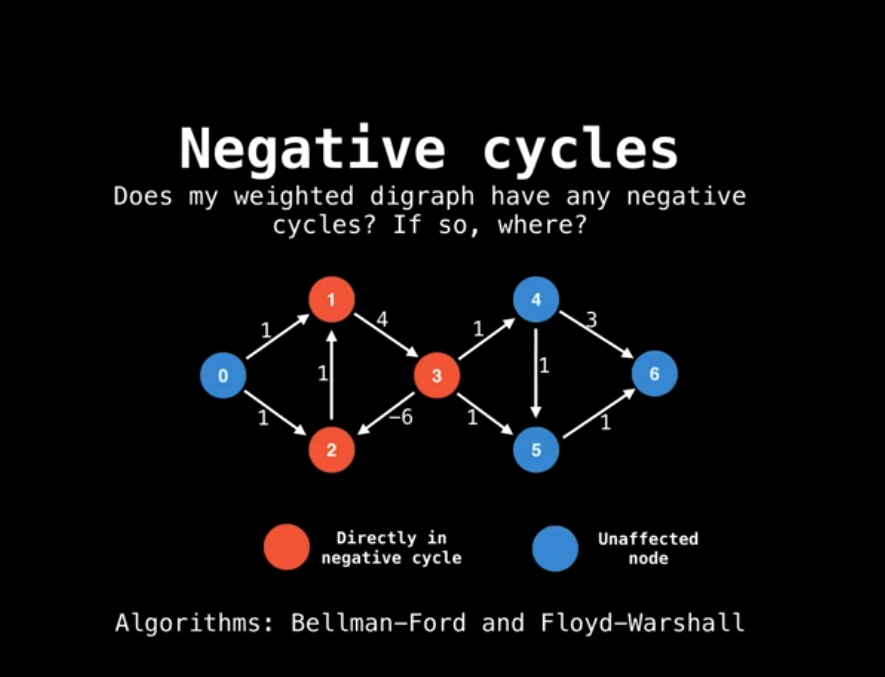 Negative cycles
Does my weighted digraph have any negative
cycles? If so, where?
1
4
1
4
3
1
1
0
1
3
1
6
1
−6
1
1
2
5
Directly in
negative cycle
Unaffected
node
Algorithms: Bellman−Ford and Floyd−Warshall